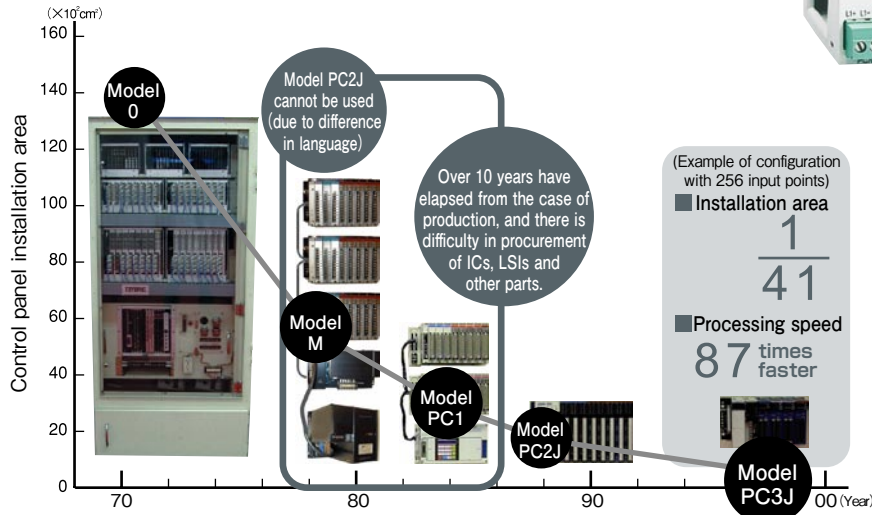 (×10²cm²)
Control panel installation area
160
140
120
100
80
60
40
20
0
70
80
90
00 (Year)
Model
0
Model PC2J
cannot be used
(due to difference
in language)
Over 10 years have
elapsed from the case of
production, and there is
difficulty in procurement
of ICs, LSIs and
other parts.
Model
M
Model
PC1
Model
PC2J
Model
PC3J
(Example of configuration
with 256 input points)
■ Installation area
1
41
■Processing speed
87 times
faster
L1+ L1-